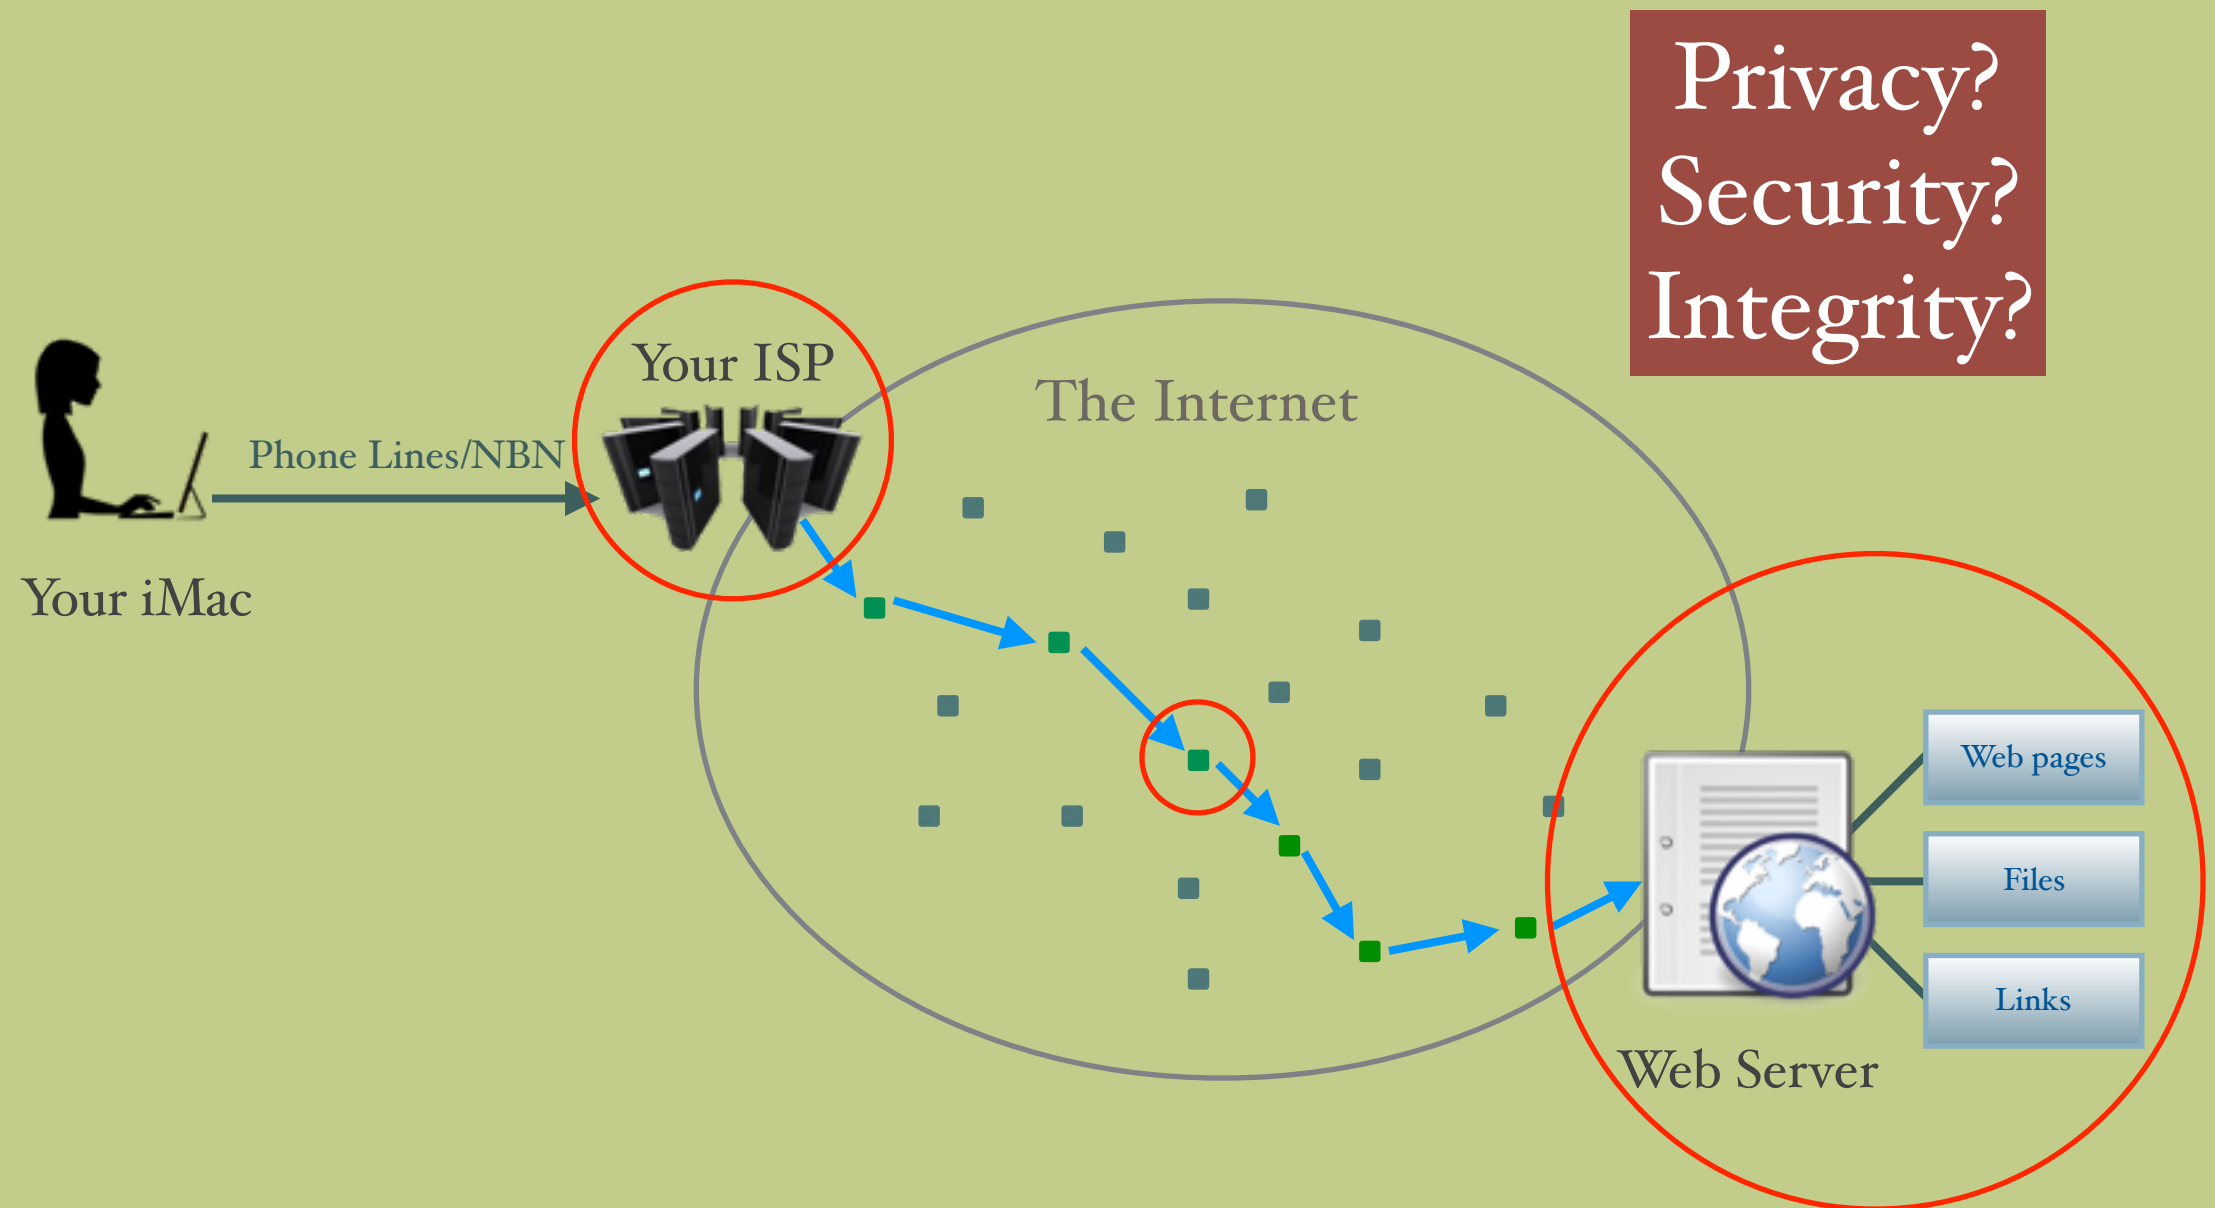 Privacy?
Security?
Integrity?
Your ISP
The Internet
Phone Lines/NBN
Your iMac
Web pages
Files
Links
Web Server